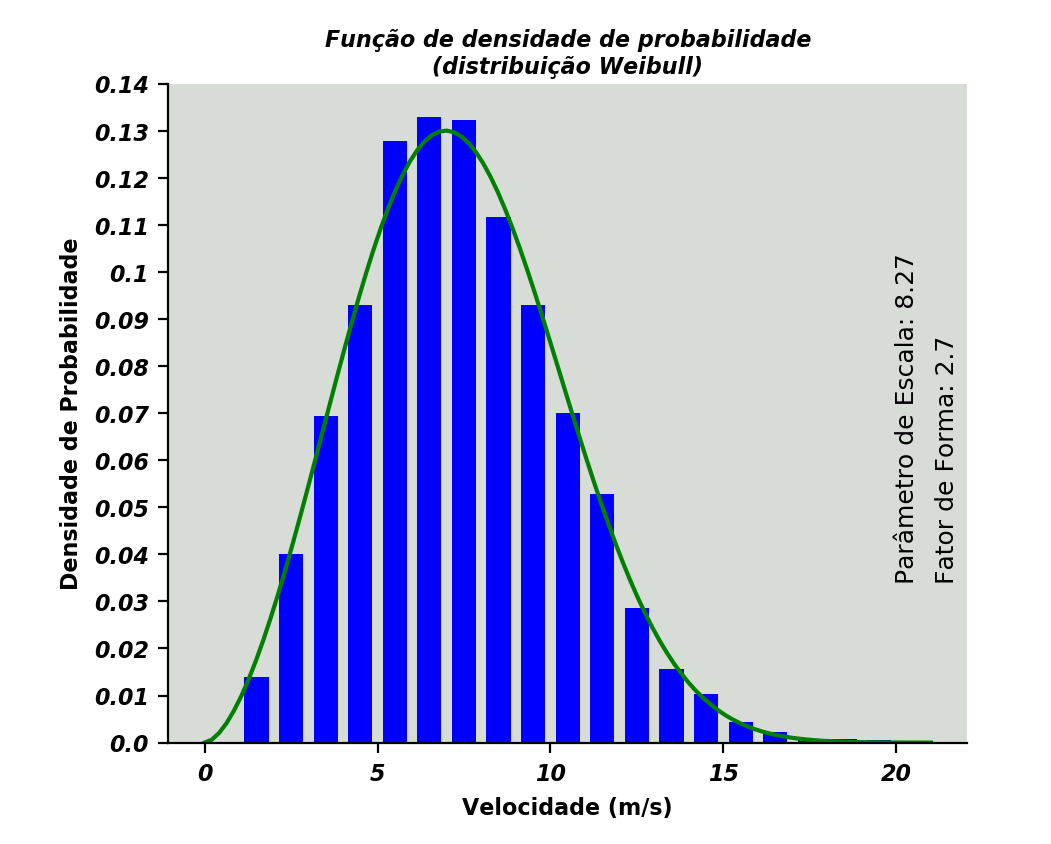 Função de densidade de probabilidade
(distribuição Weibull)
0.14
0.13
0.12
0.11
0.1
0.09
0.08
0.07
0.06
0.05
0.04
0.03
0.02
0.01
0.0
Densidade de Probabilidade
Parâmetro de Escala: 8.27
Fator de Forma: 2.7
0 5 10 15 20
Velocidade (m/s)